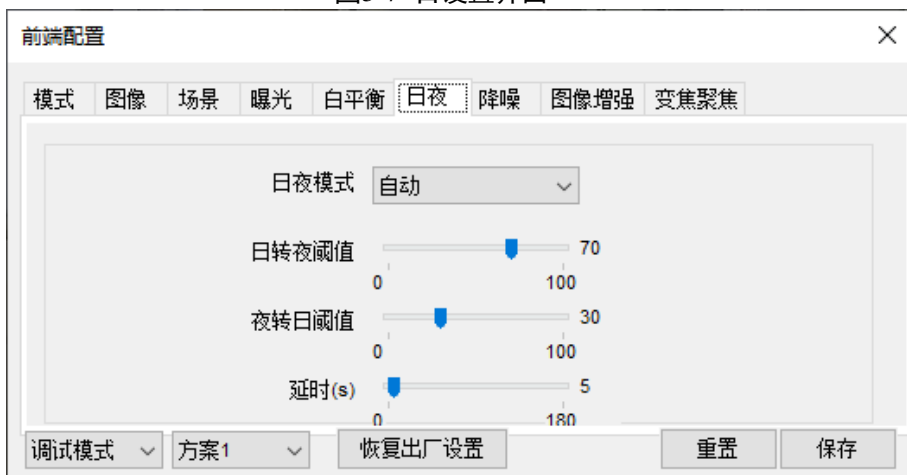 前端配置
模式 图像 场景 曝光 白平衡 日夜 降噪 图像增强 变焦聚焦
日夜模式 自动
日转夜阈值 70
0 100
夜转日阈值 30
0 100
延时(s) 5
0 180
调试模式 方案1 恢复出厂设置 重置 保存